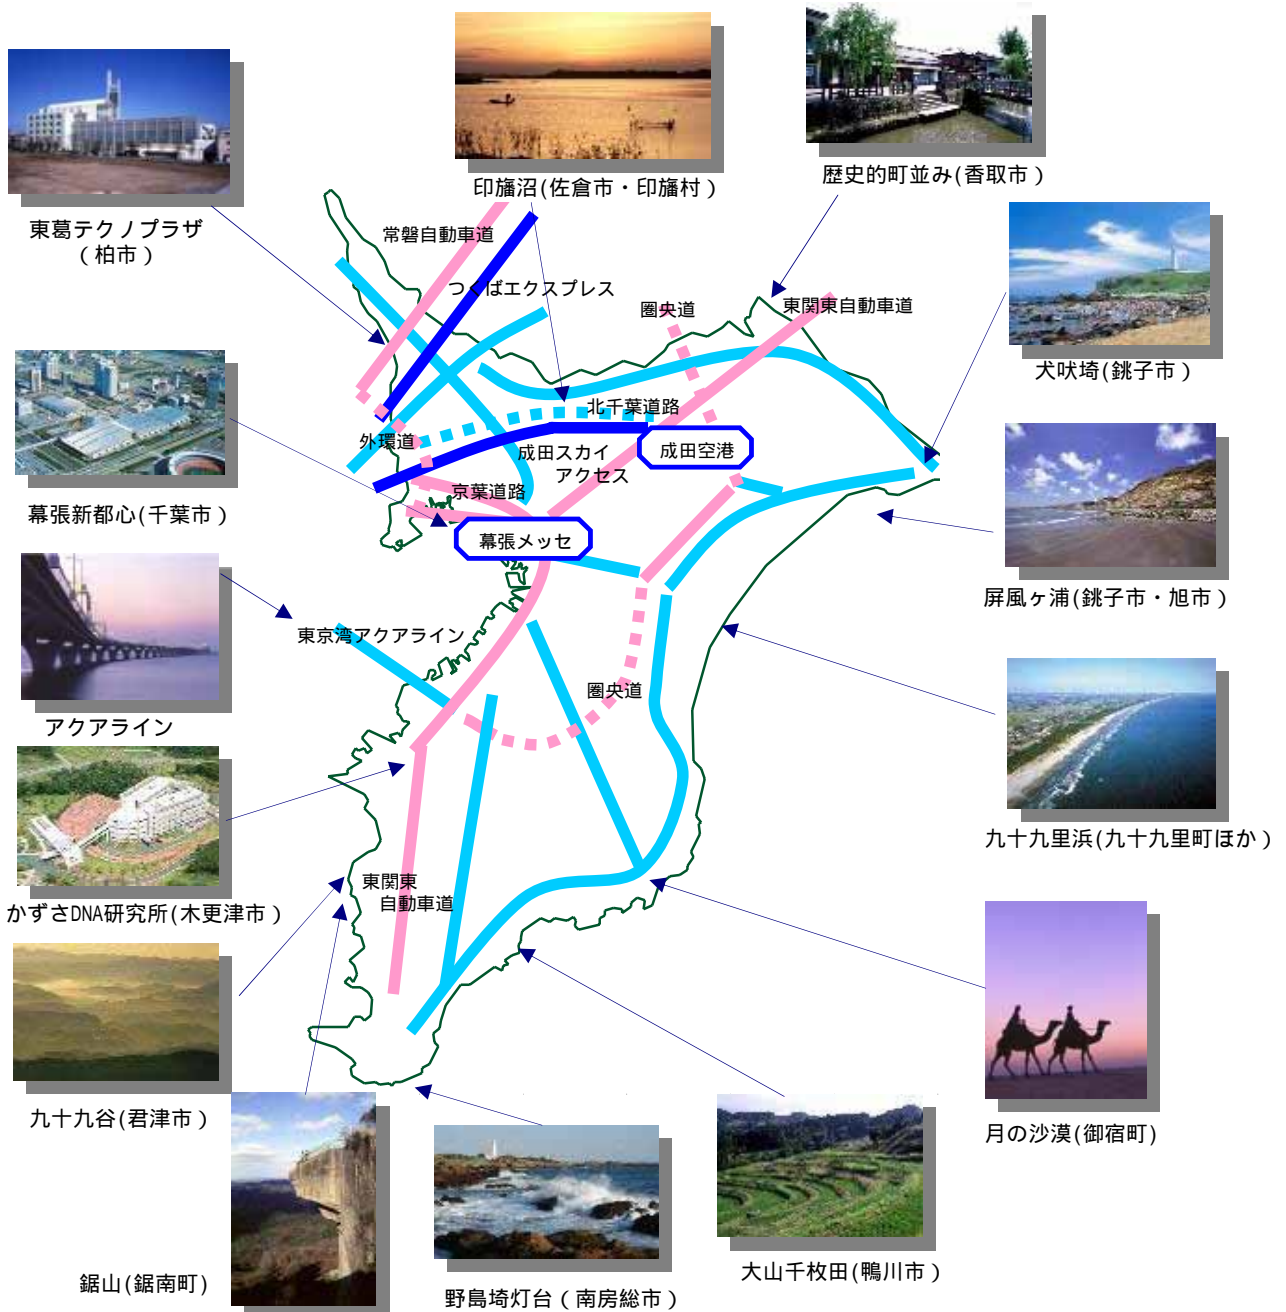 印旛沼(佐倉市・印旛村)
歴史的町並み(香取市)
東葛テクノプラザ
(柏市)
常磐自動車道
つくばエクスプレス
圏央道
東関東自動車道
犬吠埼(銚子市)
北千葉道路
外環道
成田スカイ
アクセス
成田空港
京葉道路
幕張新都心(千葉市)
幕張メッセ
屏風ヶ浦(銚子市・旭市)
東京湾アクアライン
圏央道
アクアライン
九十九里浜(九十九里町ほか)
東関東
自動車道
かずさDNA研究所(木更津市)
九十九谷(君津市)
月の沙漠(御宿町)
鋸山(鋸南町)
野島埼灯台(南房総市)
大山千枚田(鴨川市)